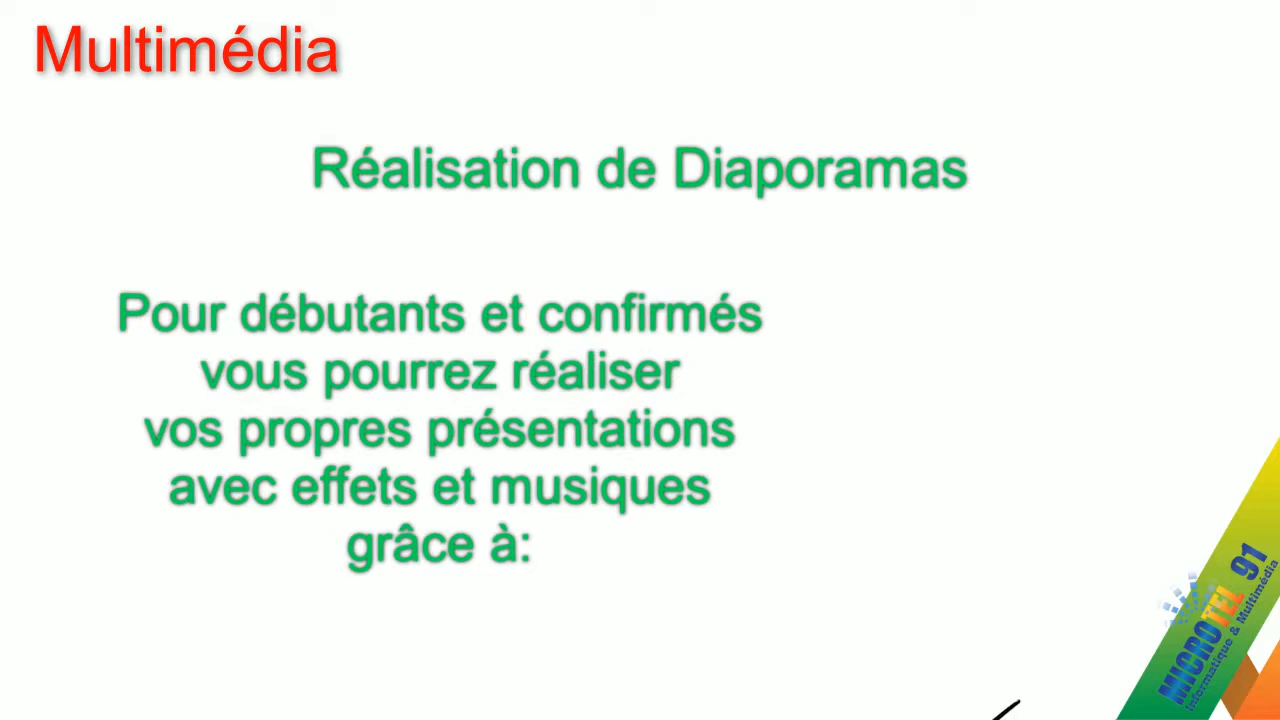 Multimédia
Réalisation de Diaporamas
Pour débutants et confirmés
vous pourrez réaliser
vos propres présentations
avec effets et musiques
grâce à:
MICROTEL 91
Informatique & Multimédia